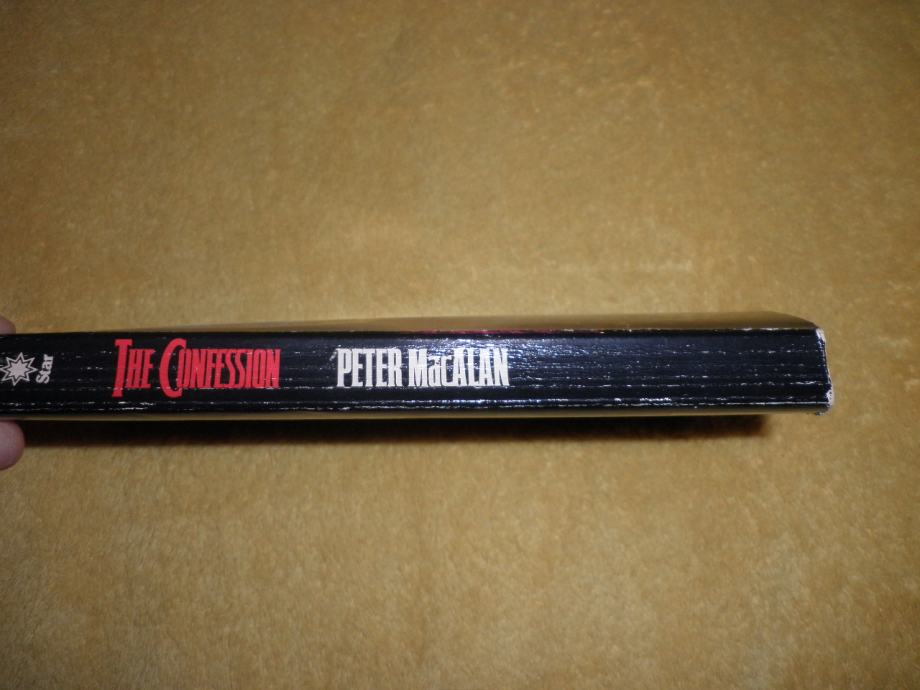 Star
THE CONFESSION
PETER MacALAN